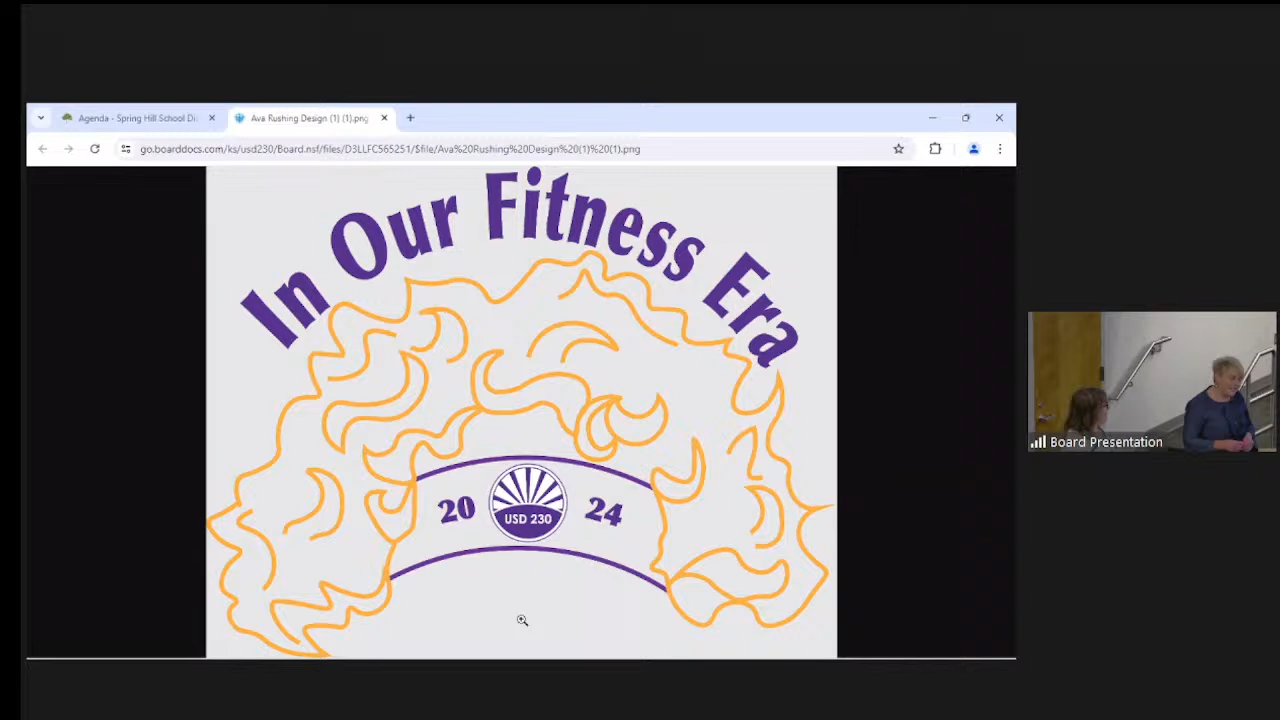 Agenda - Spring Hill School Di
Ava Rushing Design (1) (1).png
go.boarddocs.com/ks/usd230/Board.nsf/files/D3LLFC565251/$file/Ava%20Rushing%20Design%20(1)%20(1).png
In Our Fitness Era
20 24
USD 230
Board Presentation